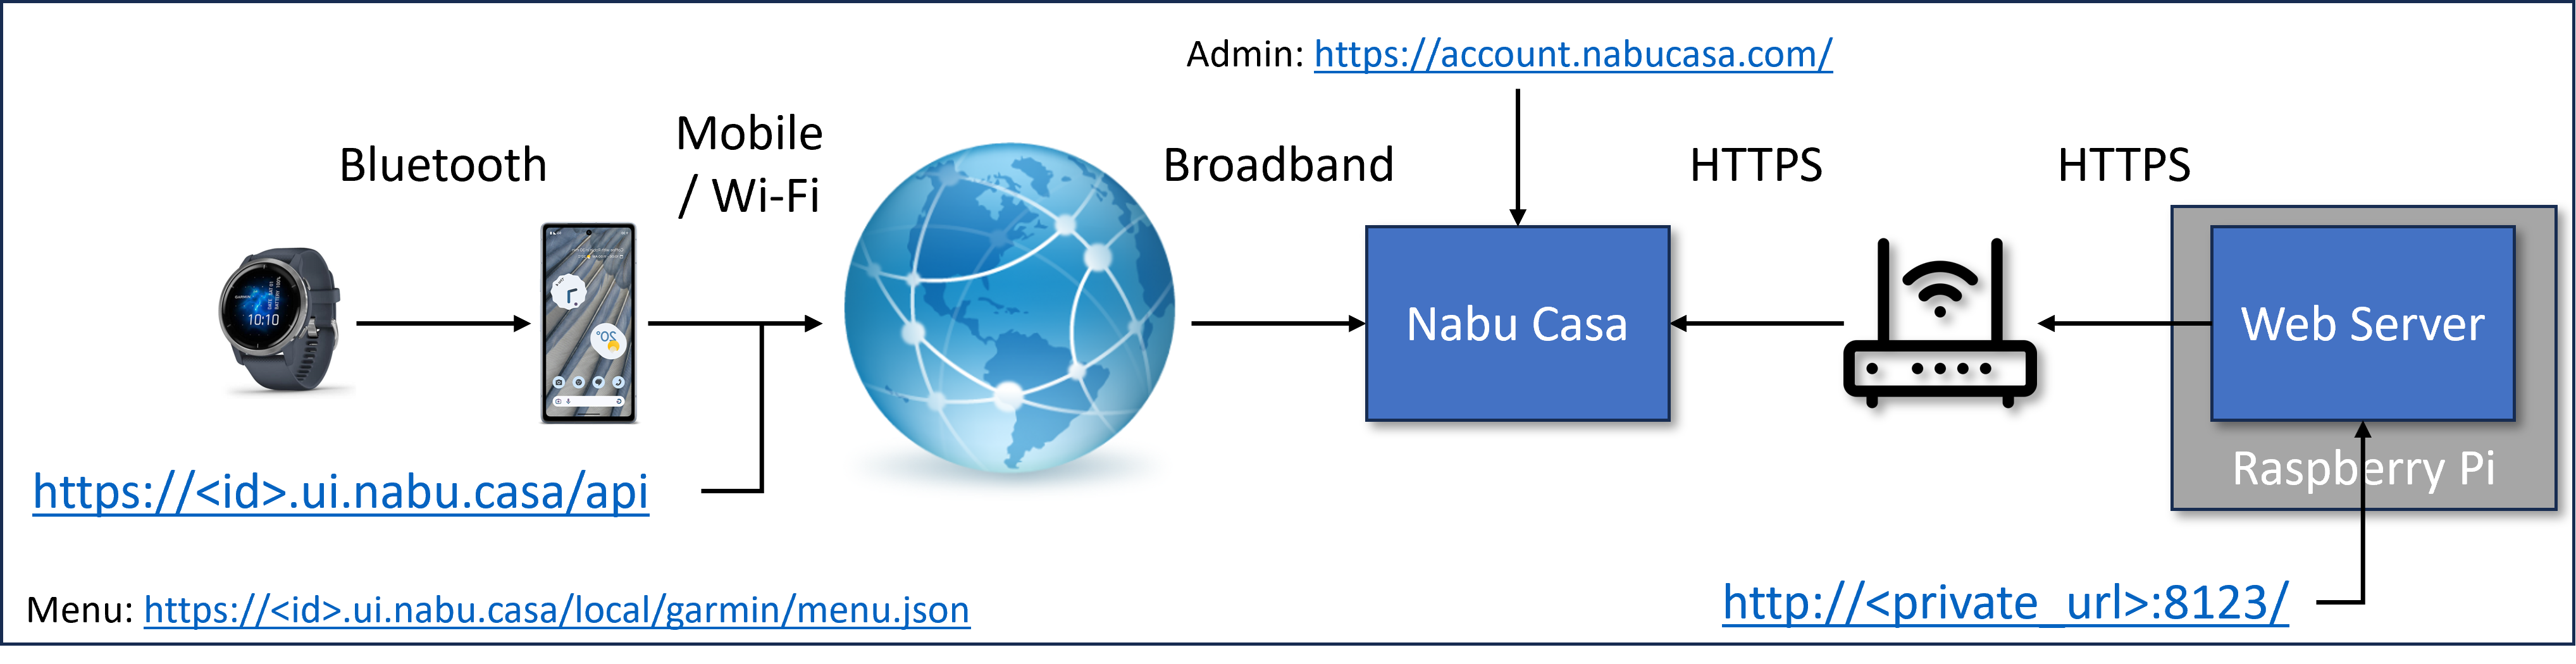 Admin: https://account.nabucasa.com/
Bluetooth
Mobile
/ Wi-Fi
Broadband
HTTPS
HTTPS
GARMIN
10:10
20°
Nabu Casa
Web Server
Raspberry Pi
https://<id>.ui.nabu.casa/api
http://<private_url>:8123/
Menu: https://<id>.ui.nabu.casa/local/garmin/menu.json